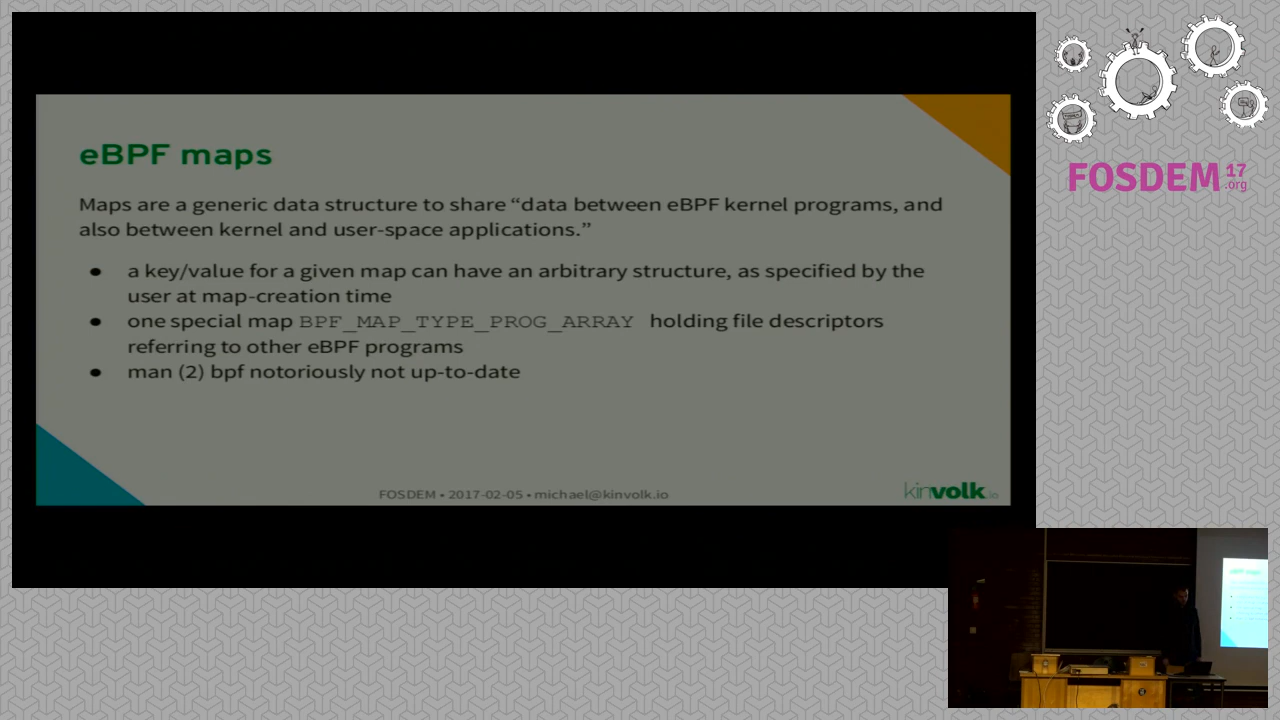 eBPF maps
Maps are a generic data structure to share “data between eBPF kernel programs, and
also between kernel and user-space applications.”
● a key/value for a given map can have an arbitrary structure, as specified by the
user at map-creation time
● one special map BPF_MAP_TYPE_PROG_ARRAY holding file descriptors
referring to other eBPF programs
● man (2) bpf notoriously not up-to-date
FOSDEM • 2017-02-05 • michael@kinvolk.io
kinvolk.io
FOSDEM 17
.org